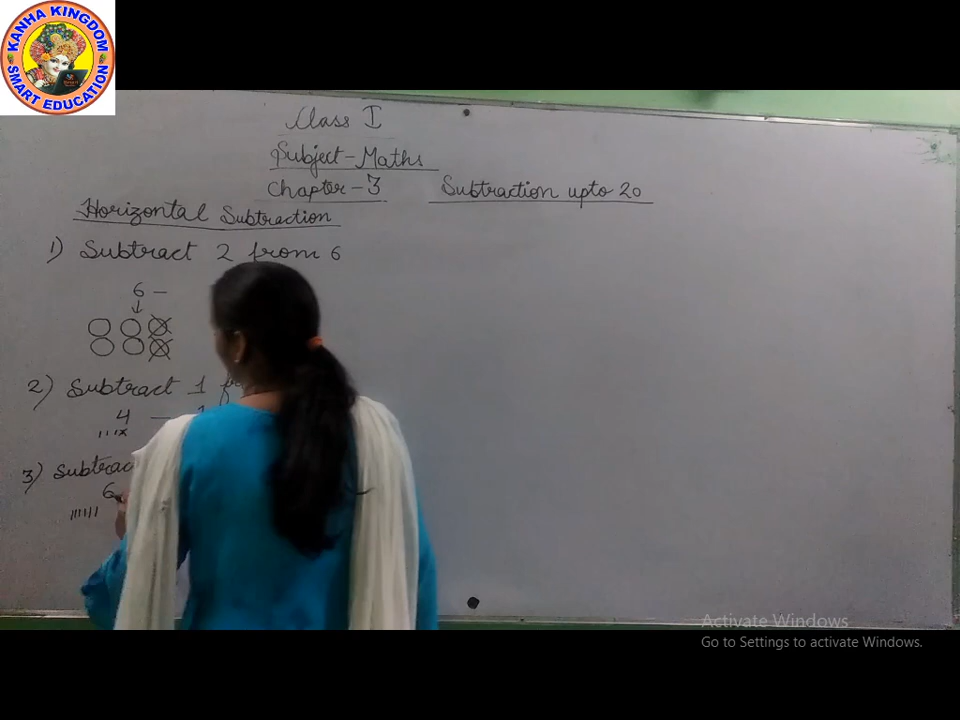 KANHA KINGDOM
SMART EDUCATION
Class I
Subject-Maths
Chapter-3 Subtraction upto 20
Horizontal Subtraction
1) Subtract 2 from 6
6 -
2) Subtract 1
4 - 1
3)
6
Activate Windows
Go to Settings to activate Windows.